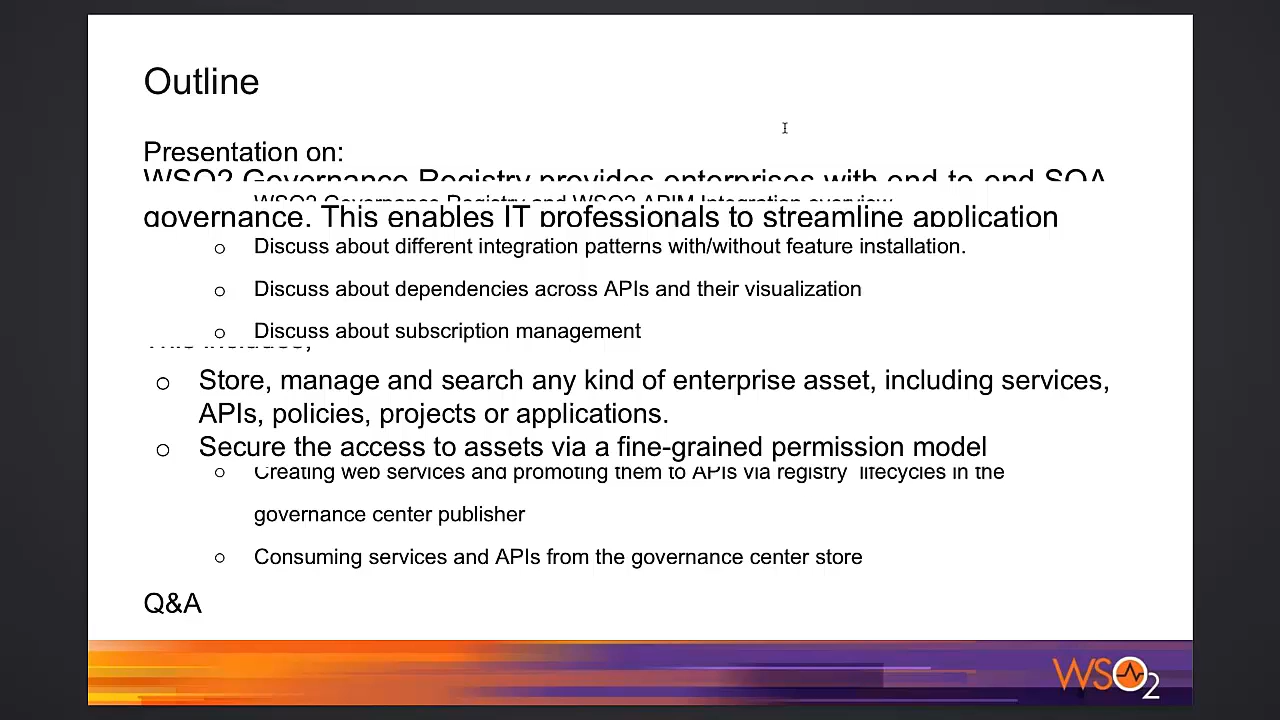 Outline
Presentation on:
WSO2 Governance Registry provides enterprises with end-to-end SOA
WSO2 Governance Registry and WSO2 APIM Integration overview
governance. This enables IT professionals to streamline application
○ Discuss about different integration patterns with/without feature installation.
○ Discuss about dependencies across APIs and their visualization
○ Discuss about subscription management
This includes,
○ Store, manage and search any kind of enterprise asset, including services,
APIs, policies, projects or applications.
○ Secure the access to assets via a fine-grained permission model
○ Creating web services and promoting them to APIs via registry lifecycles in the
governance center publisher
○ Consuming services and APIs from the governance center store
Q&A
WSO2